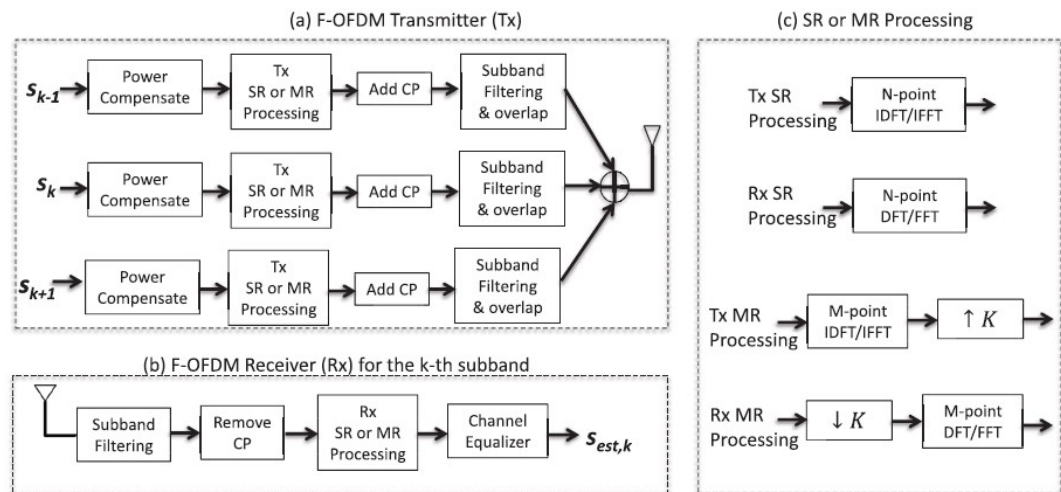 (a) F-OFDM Transmitter (Tx)
s_{k-1}
Power
Compensate
Tx
SR or MR
Processing
Add CP
Subband
Filtering
& overlap
s_k
Power
Compensate
Tx
SR or MR
Processing
Add CP
Subband
Filtering
& overlap
s_{k+1}
Power
Compensate
Tx
SR or MR
Processing
Add CP
Subband
Filtering
& overlap
(b) F-OFDM Receiver (Rx) for the k-th subband
Subband
Filtering
Remove
CP
Rx
SR or MR
Processing
Channel
Equalizer
s_{est,k}
(c) SR or MR Processing
Tx SR
Processing
N-point
IDFT/IFFT
Rx SR
Processing
N-point
DFT/FFT
Tx MR
Processing
M-point
IDFT/IFFT
↑ K
Rx MR
Processing
↓ K
M-point
DFT/FFT